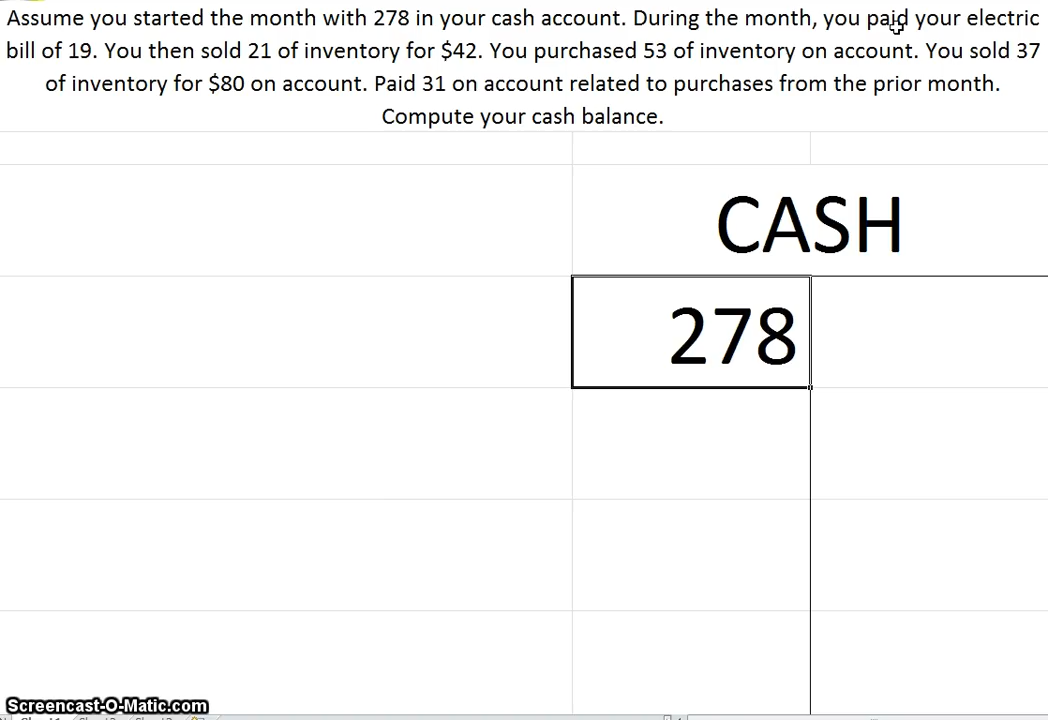 Assume you started the month with 278 in your cash account. During the month, you paid your electric
bill of 19. You then sold 21 of inventory for $42. You purchased 53 of inventory on account. You sold 37
of inventory for $80 on account. Paid 31 on account related to purchases from the prior month.
Compute your cash balance.
CASH
278
Screencast-O-Matic.com